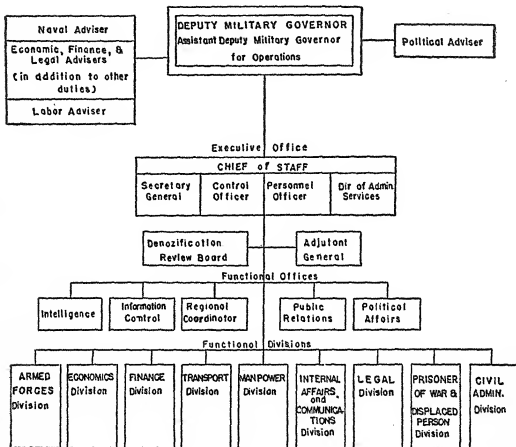 Naval Adviser
Economic, Finance, &
Legal Advisers
(in addition to other
duties)
Labor Adviser
DEPUTY MILITARY GOVERNOR
Assistant Deputy Military Governor
for Operations
Political Adviser
Executive Office
CHIEF of STAFF
Secretary
General
Control
Officer
Personnel
Officer
Dir of Admin.
Services
Denazification
Review Board
Adjutant
General
Functional Offices
Intelligence
Information
Control
Regional
Coordinator
Public
Relations
Political
Affairs
Functional Divisions
ARMED
FORCES
Division
ECONOMICS
Division
FINANCE
Division
TRANSPORT
Division
MANPOWER
Division
INTERNAL
AFFAIRS,
and
COMMUNICA-
TIONS
Division
LEGAL
Division
PRISONER
OF WAR &
DISPLACED
PERSON
Division
CIVIL
ADMIN.
Division